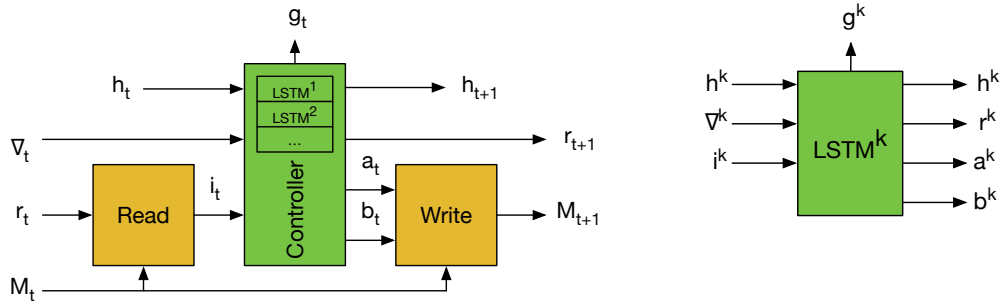 g_t
h_t
LSTM^1
LSTM^2
...
Controller
h_{t+1}
∇_t
r_{t+1}
r_t
Read
i_t
a_t
b_t
Write
M_{t+1}
M_t
g^k
h^k
∇^k
i^k
LSTM^k
h^k
r^k
a^k
b^k